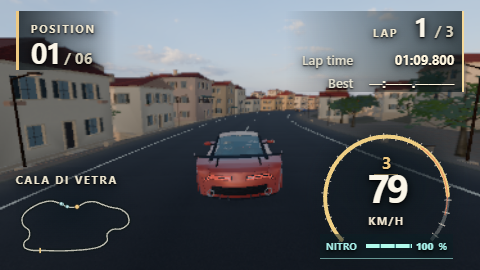 POSITION
01 / 06
LAP 1 / 3
Lap time 01:09.800
Best --:--.---
CALA DI VETRA
3
79
KM/H
NITRO 100 %